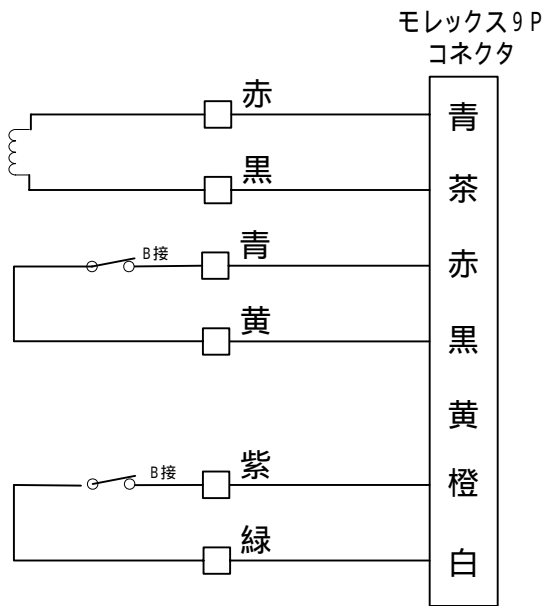 モレックス9P
コネクタ
赤 青
黒 茶
B接 青 赤
黄 黒
黄
B接 紫 橙
緑 白